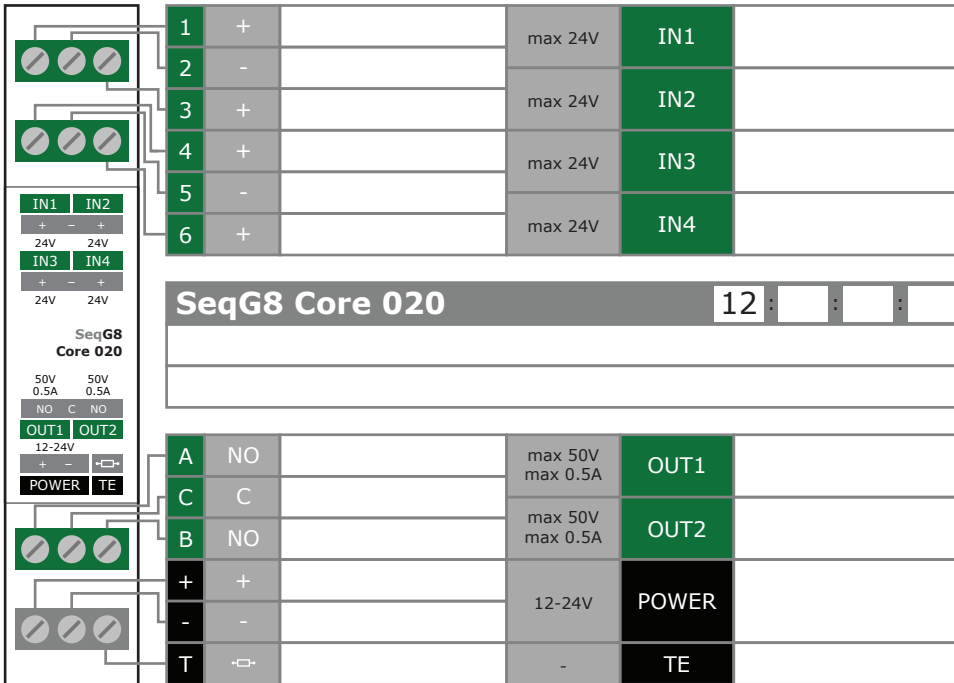 IN1 IN2
+ – +
24V 24V
IN3 IN4
+ – +
24V 24V
SeqG8
Core 020
50V 50V
0.5A 0.5A
NO C NO
OUT1 OUT2
12-24V
+ –
POWER TE
1 + max 24V IN1
2 -
3 + max 24V IN2
4 + max 24V IN3
5 -
6 + max 24V IN4
SeqG8 Core 020 12 : : :
A NO max 50V max 0.5A OUT1
C C
B NO max 50V max 0.5A OUT2
+ + 12-24V POWER
- -
T - TE